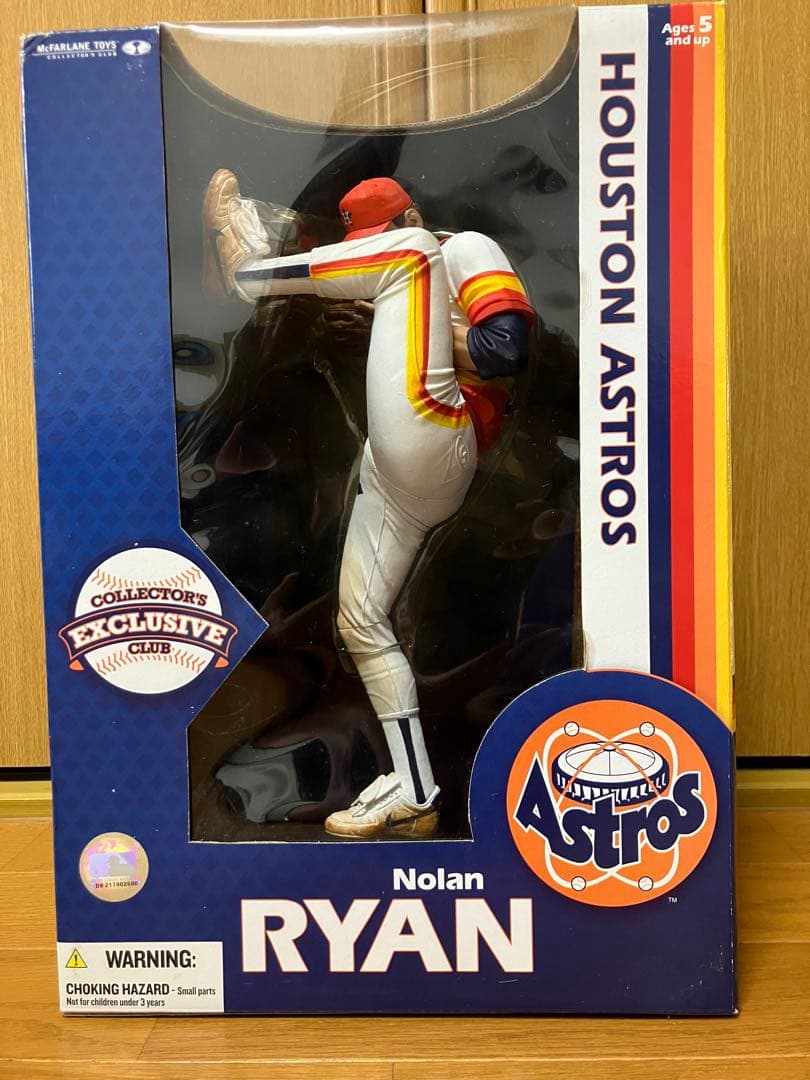 McFARLANE TOYS
COLLECTOR'S CLUB
Ages 5
and up
HOUSTON ASTROS
H
COLLECTOR'S
EXCLUSIVE
CLUB
Astros
TM
Nolan
RYAN
WARNING:
CHOKING HAZARD - Small parts
Not for children under 3 years